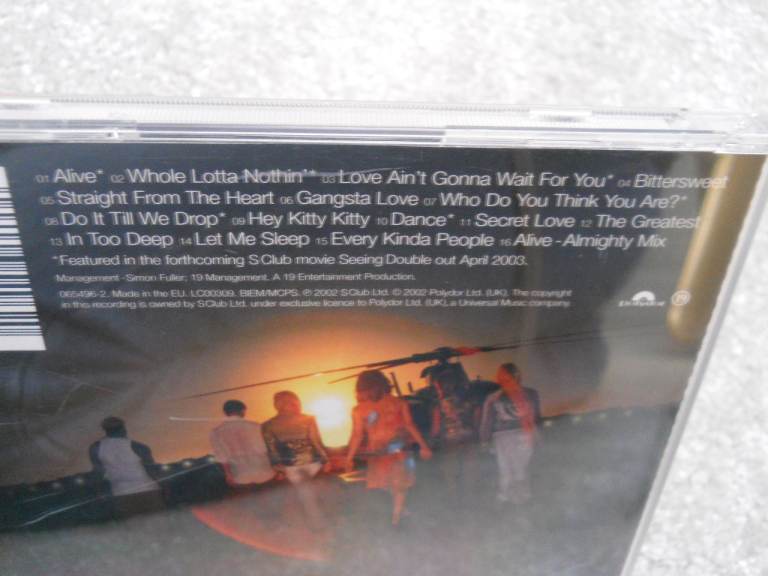 01 Alive* 02 Whole Lotta Nothin'* 03 Love Ain't Gonna Wait For You* 04 Bittersweet
05 Straight From The Heart 06 Gangsta Love 07 Who Do You Think You Are?*
08 Do It Till We Drop* 09 Hey Kitty Kitty 10 Dance* 11 Secret Love 12 The Greatest
13 In Too Deep 14 Let Me Sleep 15 Every Kinda People 16 Alive - Almighty Mix
*Featured in the forthcoming S Club movie Seeing Double out April 2003.
Management - Simon Fuller; 19 Management. A 19 Entertainment Production.
065496-2. Made in the EU. LC00309. BIEM/MCPS. ℗ 2002 S Club Ltd. © 2002 Polydor Ltd. (UK). The copyright
in this recording is owned by S Club Ltd. under exclusive licence to Polydor Ltd. (UK), a Universal Music company.
Polydor